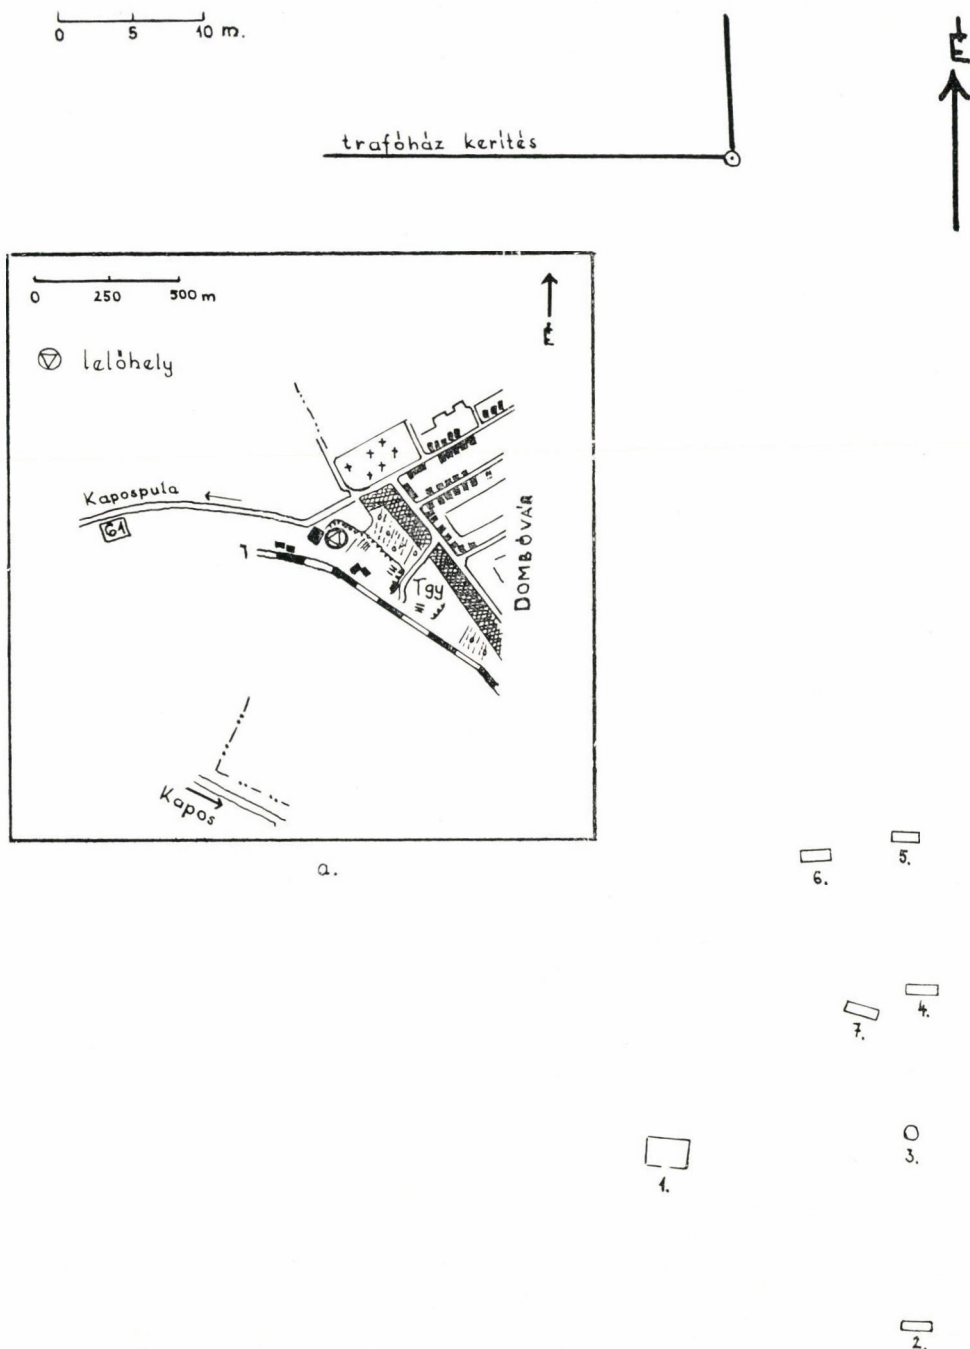 0 5 10 m.
É
trafóház kerítés
0 250 500 m
É
lelőhely
Kapospula
61
Tgy
DOMBÓVÁR
Kapos
a.
5.
6.
4.
7.
3.
1.
2.